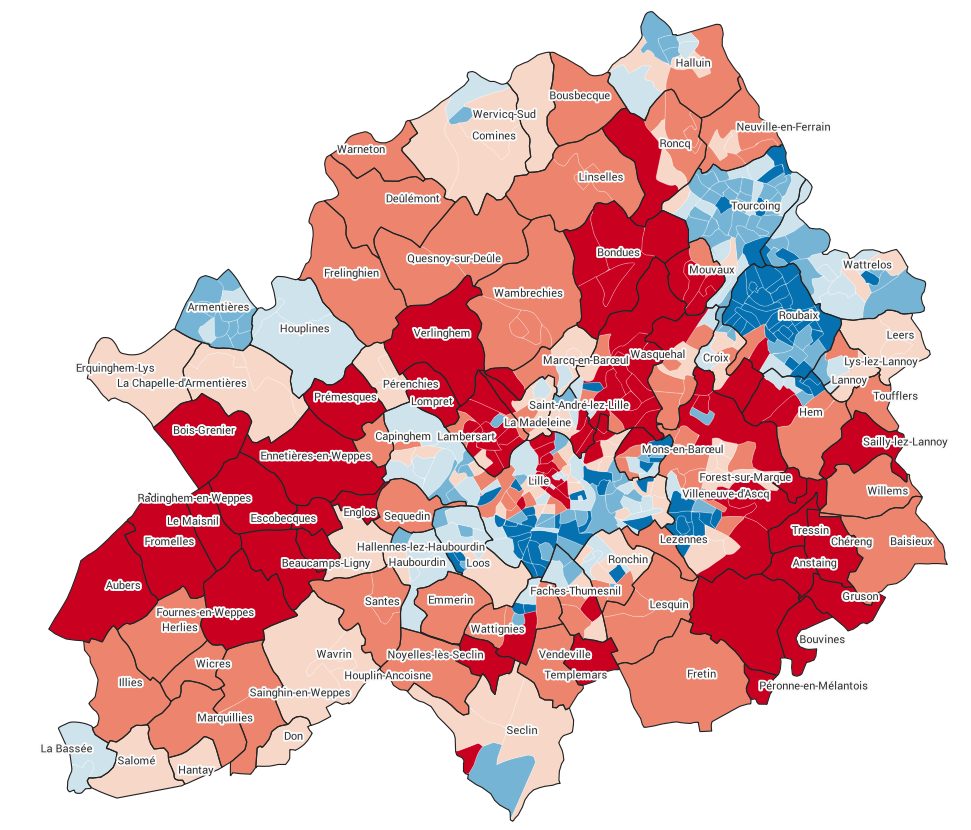 Halluin
Bousbecque
Wervicq-Sud
Comines
Neuville-en-Ferrain
Roncq
Warneton
Linselles
Deûlémont
Tourcoing
Bondues
Quesnoy-sur-Deûle
Wattrelos
Mouvaux
Frelinghien
Wambrechies
Armentières
Roubaix
Houplines
Verlinghem
Leers
Wasquehal
Croix
Marcq-en-Barœul
Lys-lez-Lannoy
Erquinghem-Lys
La Chapelle-d'Armentières
Pérenchies
Lannoy
Prémesques
Lompret
Toufflers
Saint-André-lez-Lille
Hem
La Madeleine
Bois-Grenier
Capinghem
Lambersart
Sailly-lez-Lannoy
Mons-en-Barœul
Ennetières-en-Weppes
Forest-sur-Marque
Lille
Willems
Villeneuve-d'Ascq
Radinghem-en-Weppes
Englos
Sequedin
Escobecques
Le Maisnil
Tressin
Fromelles
Lezennes
Chéreng
Baisieux
Hallennes-lez-Haubourdin
Ronchin
Beaucamps-Ligny
Haubourdin
Loos
Anstaing
Aubers
Faches-Thumesnil
Gruson
Santes
Emmerin
Lesquin
Fournes-en-Weppes
Herlies
Wattignies
Bouvines
Wavrin
Noyelles-lès-Seclin
Vendeville
Wicres
Houplin-Ancoisne
Templemars
Fretin
Illies
Péronne-en-Mélantois
Sainghin-en-Weppes
Marquillies
Seclin
Don
La Bassée
Salomé
Hantay